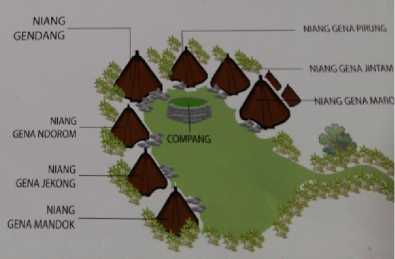 NIANG
GENDANG
NIANG GENA PIRUNG
NIANG GENA JINTAM
NIANG GENA MARO
NIANG
GENA NDOROM
COMPANG
NIANG
GENA JEKONG
NIANG
GENA MANDOK